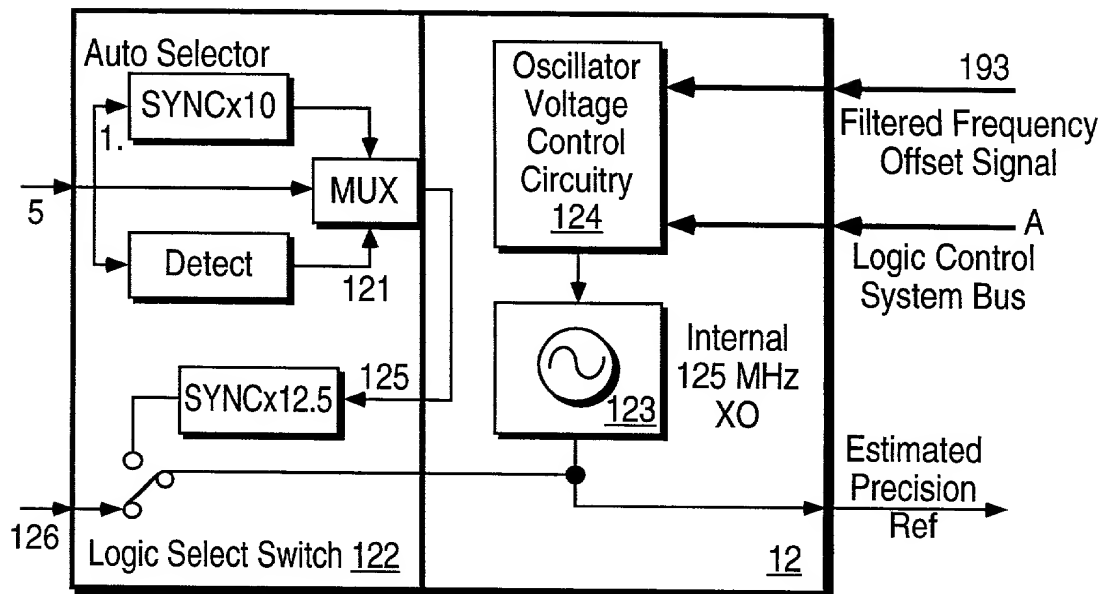 Auto Selector
SYNCx10
1.
MUX
5
Detect
121
125
SYNCx12.5
126
Logic Select Switch 122
Oscillator
Voltage
Control
Circuitry
124
123
Internal
125 MHz
XO
12
193
Filtered Frequency
Offset Signal
A
Logic Control
System Bus
Estimated
Precision
Ref